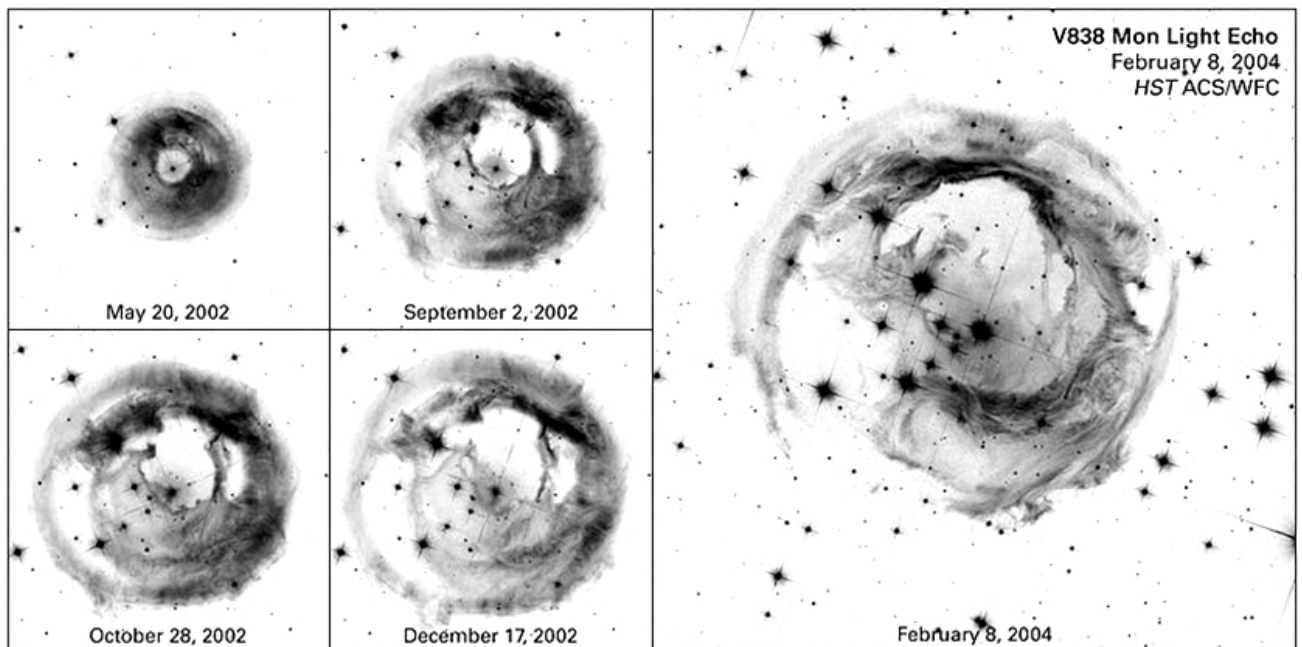 May 20, 2002
September 2, 2002
October 28, 2002
December 17, 2002
V838 Mon Light Echo
February 8, 2004
HST ACS/WFC
February 8, 2004